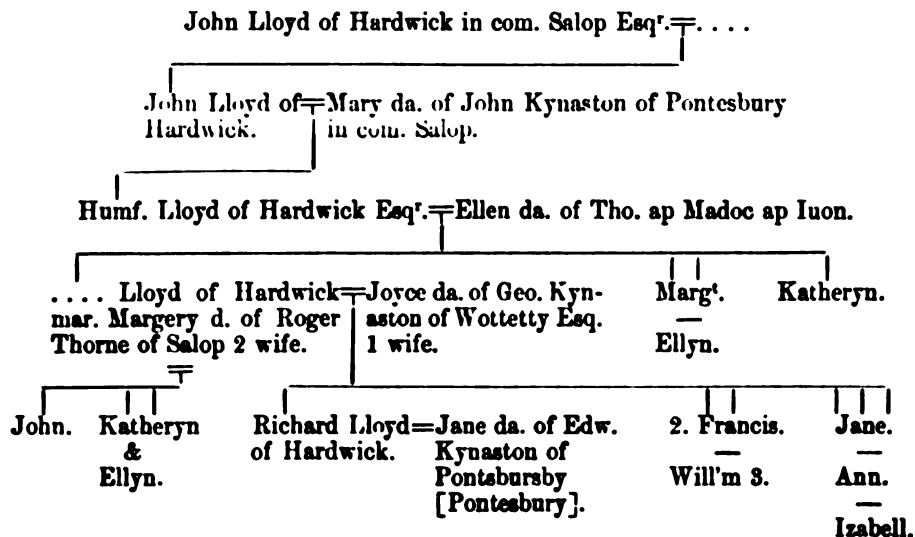 John Lloyd of Hardwick in com. Salop Esqʳ.=. . . .
John Lloyd of=Mary da. of John Kynaston of Pontesbury
Hardwick. in com. Salop.
Humf. Lloyd of Hardwick Esqʳ.=Ellen da. of Tho. ap Madoc ap Iuon.
. . . . Lloyd of Hardwick=Joyce da. of Geo. Kyn-
mar. Margery d. of Roger aston of Wottetty Esq.
Thorne of Salop 2 wife. 1 wife.
Margᵗ.
—
Ellyn.
Katheryn.
John.
Katheryn
&
Ellyn.
Richard Lloyd=Jane da. of Edw.
of Hardwick. Kynaston of
Pontsbursby
[Pontesbury].
2. Francis.
—
Will'm 3.
Jane.
—
Ann.
—
Izabell.